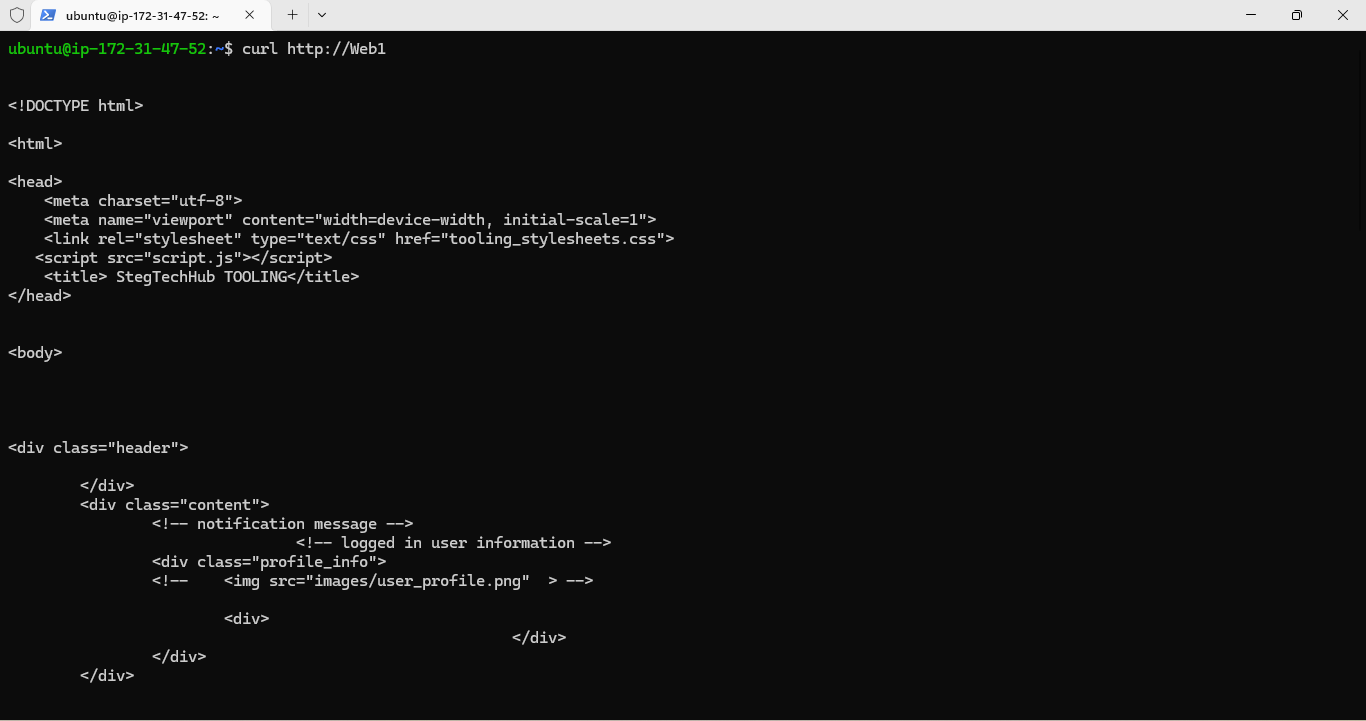 ubuntu@ip-172-31-47-52: ~
ubuntu@ip-172-31-47-52:~$ curl http://Web1
<!DOCTYPE html>
<html>
<head>
    <meta charset="utf-8">
    <meta name="viewport" content="width=device-width, initial-scale=1">
    <link rel="stylesheet" type="text/css" href="tooling_stylesheets.css">
   <script src="script.js"></script>
    <title> StegTechHub TOOLING</title>
</head>
<body>
<div class="header">
        </div>
        <div class="content">
                <!-- notification message -->
                                <!-- logged in user information -->
                <div class="profile_info">
                <!--    <img src="images/user_profile.png"  > -->
                        <div>
                                                        </div>
                </div>
        </div>